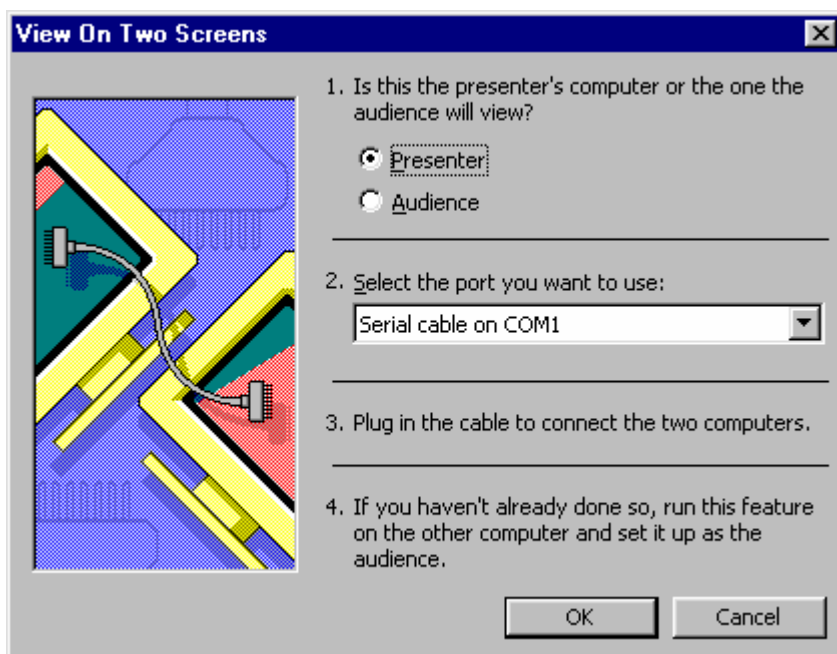 View On Two Screens
1. Is this the presenter's computer or the one the
audience will view?
Presenter
Audience
2. Select the port you want to use:
Serial cable on COM1
3. Plug in the cable to connect the two computers.
4. If you haven't already done so, run this feature
on the other computer and set it up as the
audience.
OK Cancel